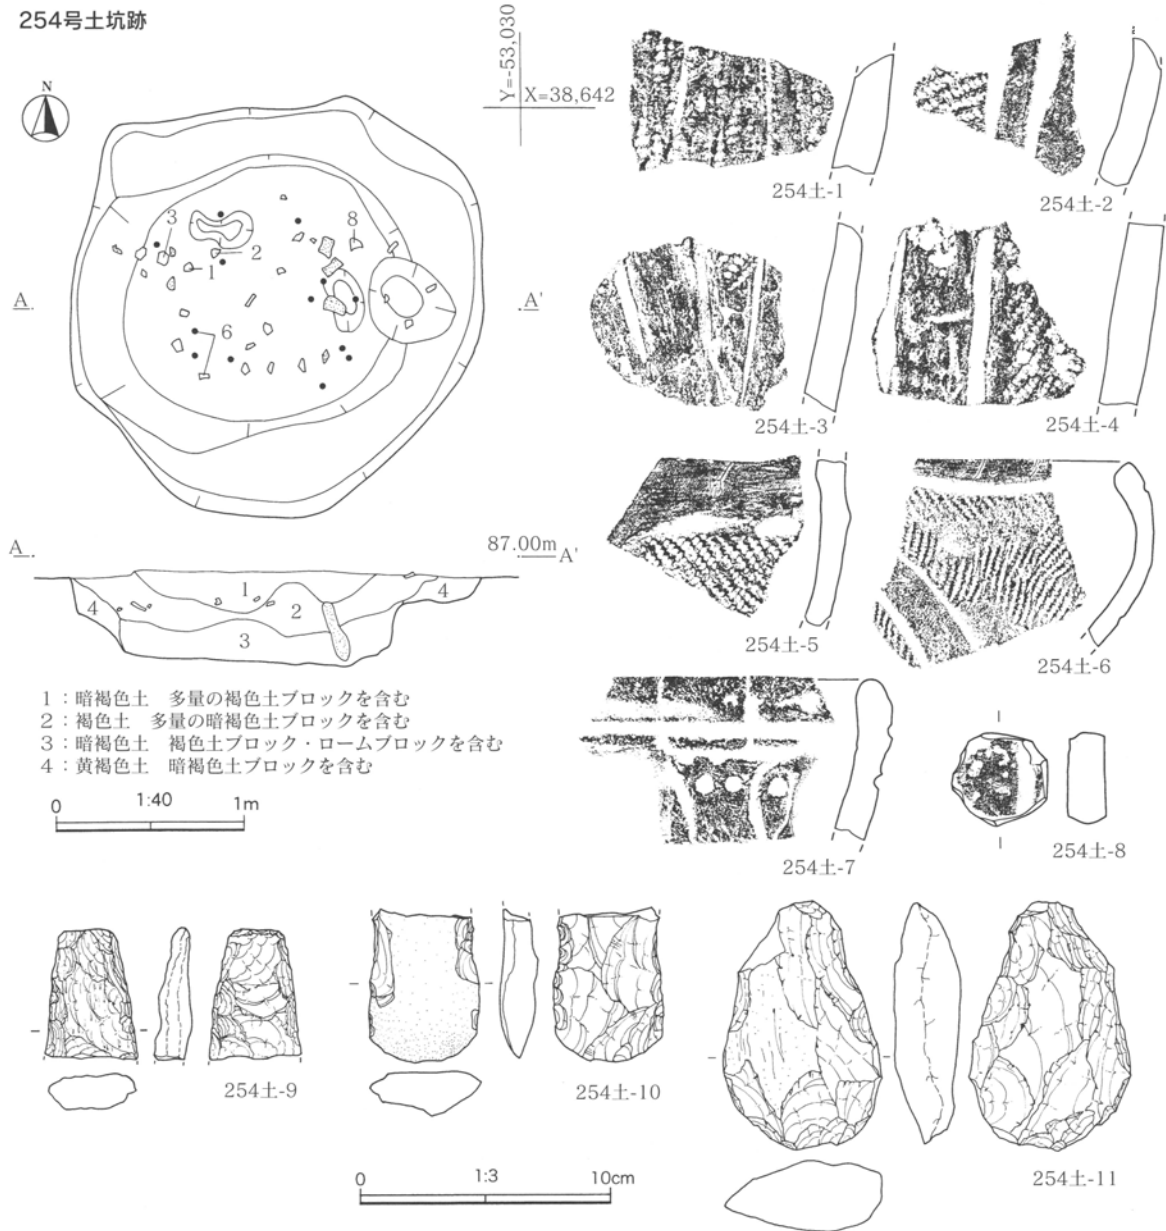 254号土坑跡
N
Y=-53,030
X=38,642
3
8
2
1
6
A
A'
A
87.00m
A'
1
2
3
4
4
1：暗褐色土　多量の褐色土ブロックを含む
2：褐色土　多量の暗褐色土ブロックを含む
3：暗褐色土　褐色土ブロック・ロームブロックを含む
4：黄褐色土　暗褐色土ブロックを含む
0 1:40 1m
254土-1
254土-2
254土-3
254土-4
254土-5
254土-6
254土-7
254土-8
254土-9
254土-10
254土-11
0 1:3 10cm